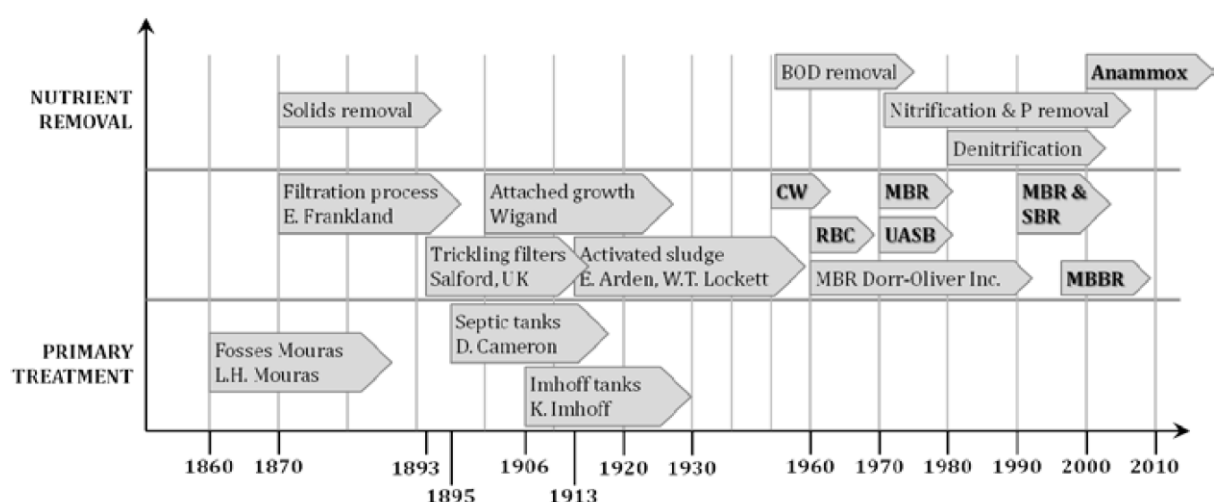 NUTRIENT
REMOVAL
Solids removal
BOD removal
Anammox
Nitrification & P removal
Denitrification
Filtration process
E. Frankland
Attached growth
Wigand
CW
MBR
MBR &
SBR
RBC
UASB
Trickling filters
Salford, UK
Activated sludge
E. Arden, W.T. Lockett
MBR Dorr-Oliver Inc.
MBBR
PRIMARY
TREATMENT
Fosses Mouras
L.H. Mouras
Septic tanks
D. Cameron
Imhoff tanks
K. Imhoff
1860 1870 1893 1906 1920 1930 1960 1970 1980 1990 2000 2010
1895 1913